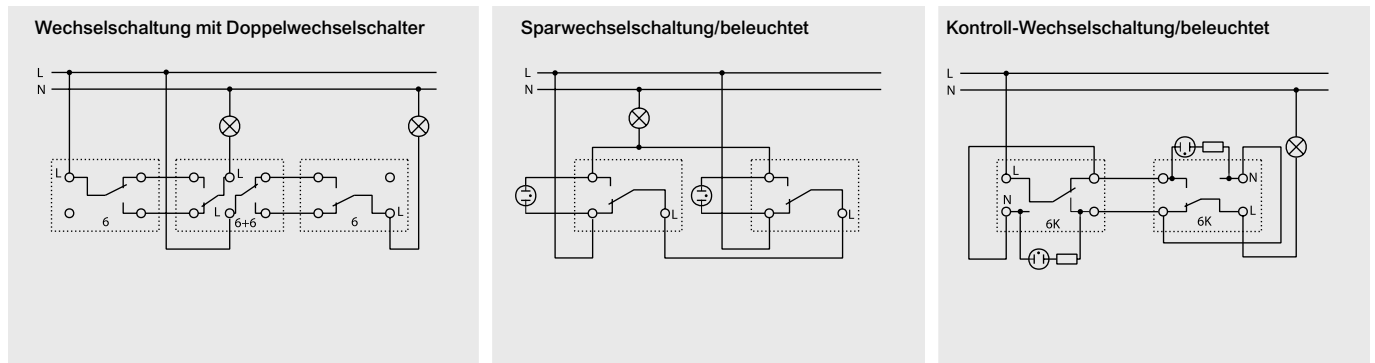 Wechselschaltung mit Doppelwechselschalter
L
N
L
L
L
L
6
6+6
6
Sparwechselschaltung/beleuchtet
L
N
L
L
Kontroll-Wechselschaltung/beleuchtet
L
N
L
N
N
L
6K
6K